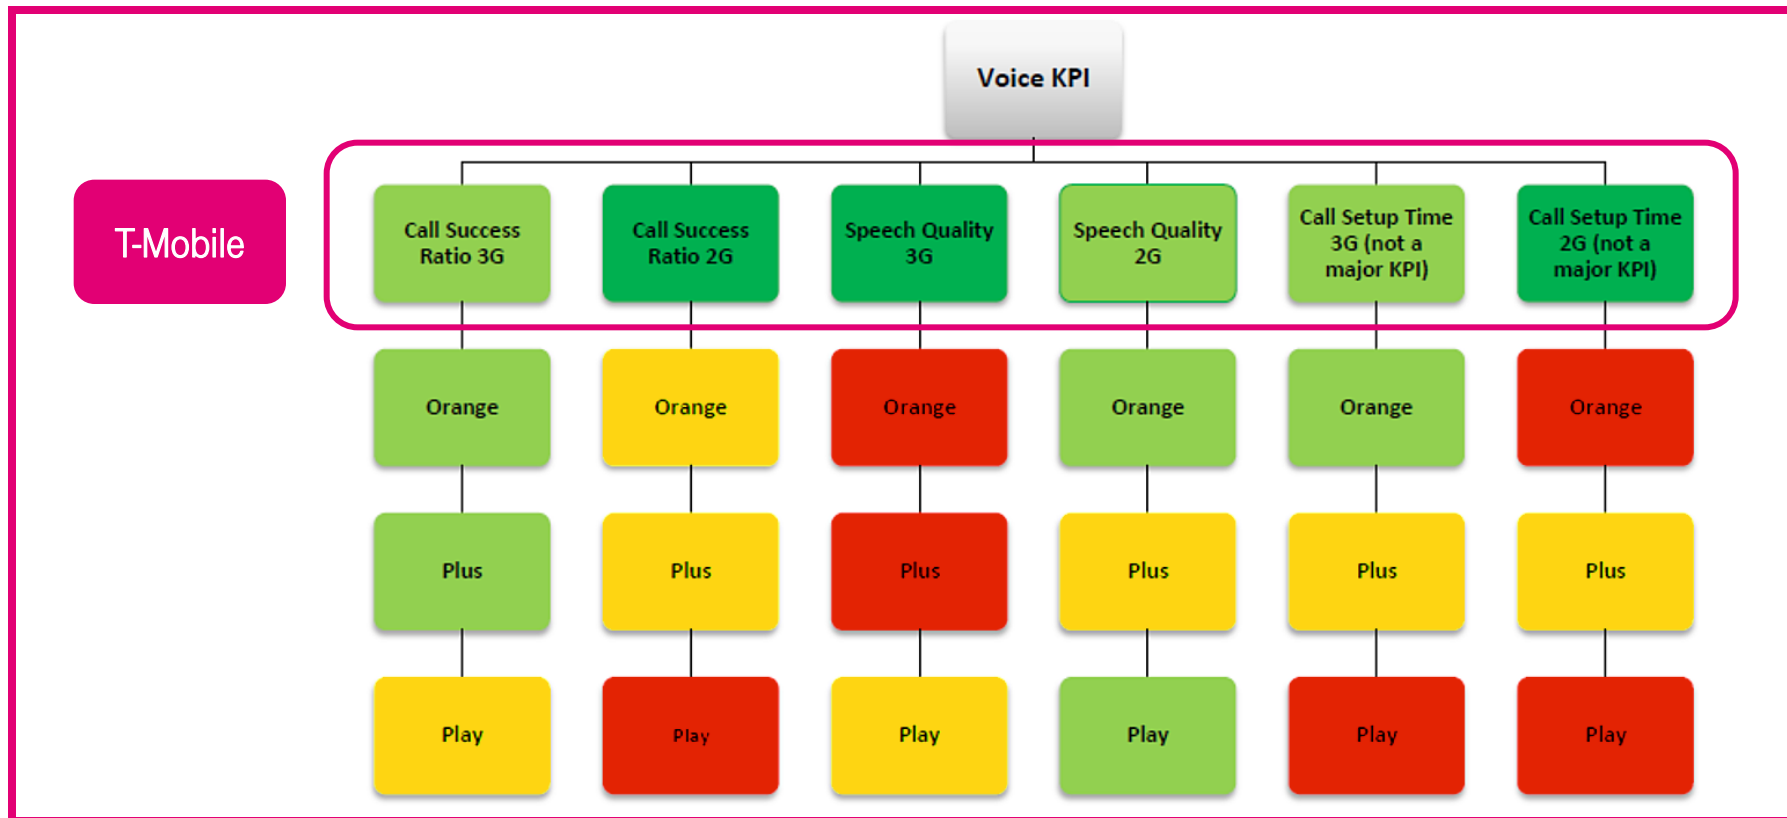 Voice KPI
T-Mobile
Call Success
Ratio 3G
Call Success
Ratio 2G
Speech Quality
3G
Speech Quality
2G
Call Setup Time
3G (not a
major KPI)
Call Setup Time
2G (not a
major KPI)
Orange
Orange
Orange
Orange
Orange
Orange
Plus
Plus
Plus
Plus
Plus
Plus
Play
Play
Play
Play
Play
Play